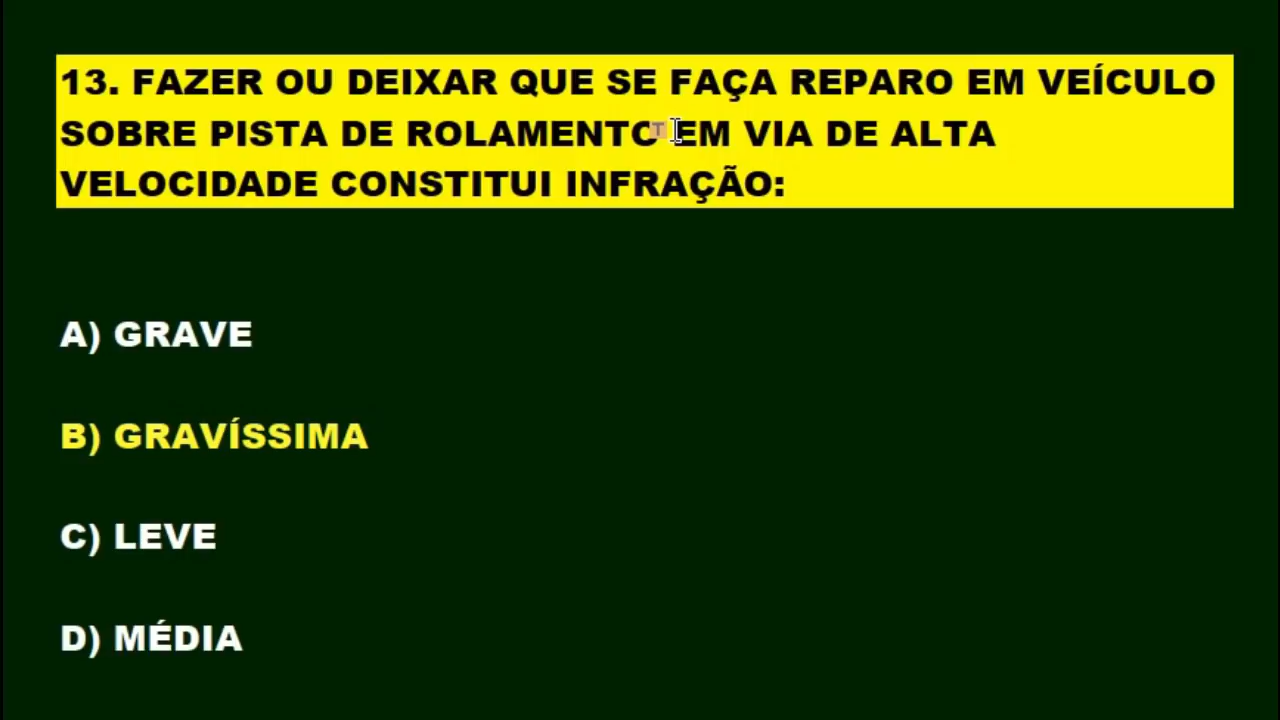 13. FAZER OU DEIXAR QUE SE FAÇA REPARO EM VEÍCULO
SOBRE PISTA DE ROLAMENTO EM VIA DE ALTA
VELOCIDADE CONSTITUI INFRAÇÃO:
A) GRAVE
B) GRAVÍSSIMA
C) LEVE
D) MÉDIA